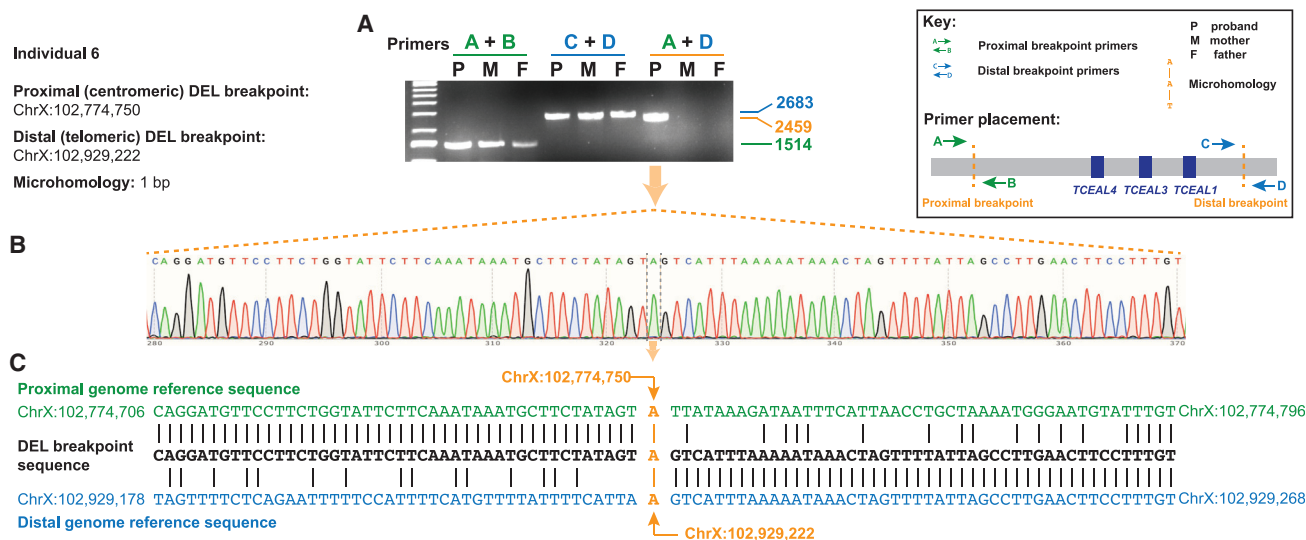 Individual 6
Proximal (centromeric) DEL breakpoint:
ChrX:102,774,750
Distal (telomeric) DEL breakpoint:
ChrX:102,929,222
Microhomology: 1 bp
A
Primers A + B C + D A + D
P M F P M F P M F
2683
2459
1514
Key:
A
B
Proximal breakpoint primers
C
D
Distal breakpoint primers
P proband
M mother
F father
A
A
T
Microhomology
Primer placement:
A
B
C
D
TCEAL4 TCEAL3 TCEAL1
Proximal breakpoint
Distal breakpoint
B
CAGGATGTTCCTTCTGGTATTCTTCAAATAAATGCTTCTATAGTAGTCATTTAAAAATAAACTAGTTTTATTAGCCTTGAACTTCCTTTGT
280 290 300 310 320 330 340 350 360 370
C
ChrX:102,774,750
Proximal genome reference sequence
ChrX:102,774,706 CAGGATGTTCCTTCTGGTATTCTTCAAATAAATGCTTCTATAGT A TTATAAAGATAATTTCATTAACCTGCTAAAATGGGAATGTATTTGT ChrX:102,774,796
DEL breakpoint
sequence
CAGGATGTTCCTTCTGGTATTCTTCAAATAAATGCTTCTATAGT A GTCATTTAAAAATAAACTAGTTTTATTAGCCTTGAACTTCCTTTGT
ChrX:102,929,178 TAGTTTTCTCAGAATTTTTCCATTTTCATGTTTTATTTTCATTAA A GTCATTTAAAAATAAACTAGTTTTATTAGCCTTGAACTTCCTTTGT ChrX:102,929,268
Distal genome reference sequence
ChrX:102,929,222